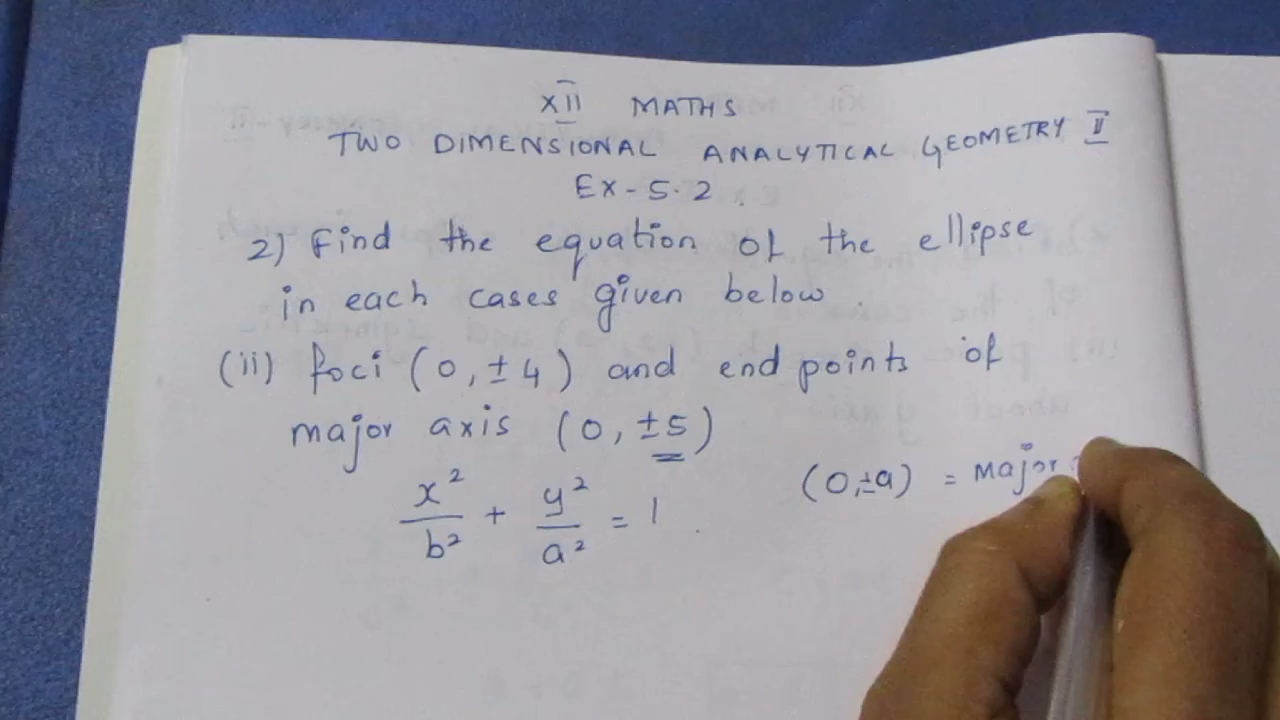 XII MATHS
TWO DIMENSIONAL ANALYTICAL GEOMETRY II
EX-5.2.
2) Find the equation of the ellipse
in each cases given below.
(ii) foci (0, ±4) and end points of
major axis (0, ±5)
x²/b² + y²/a² = 1
(0, ±a) = Major